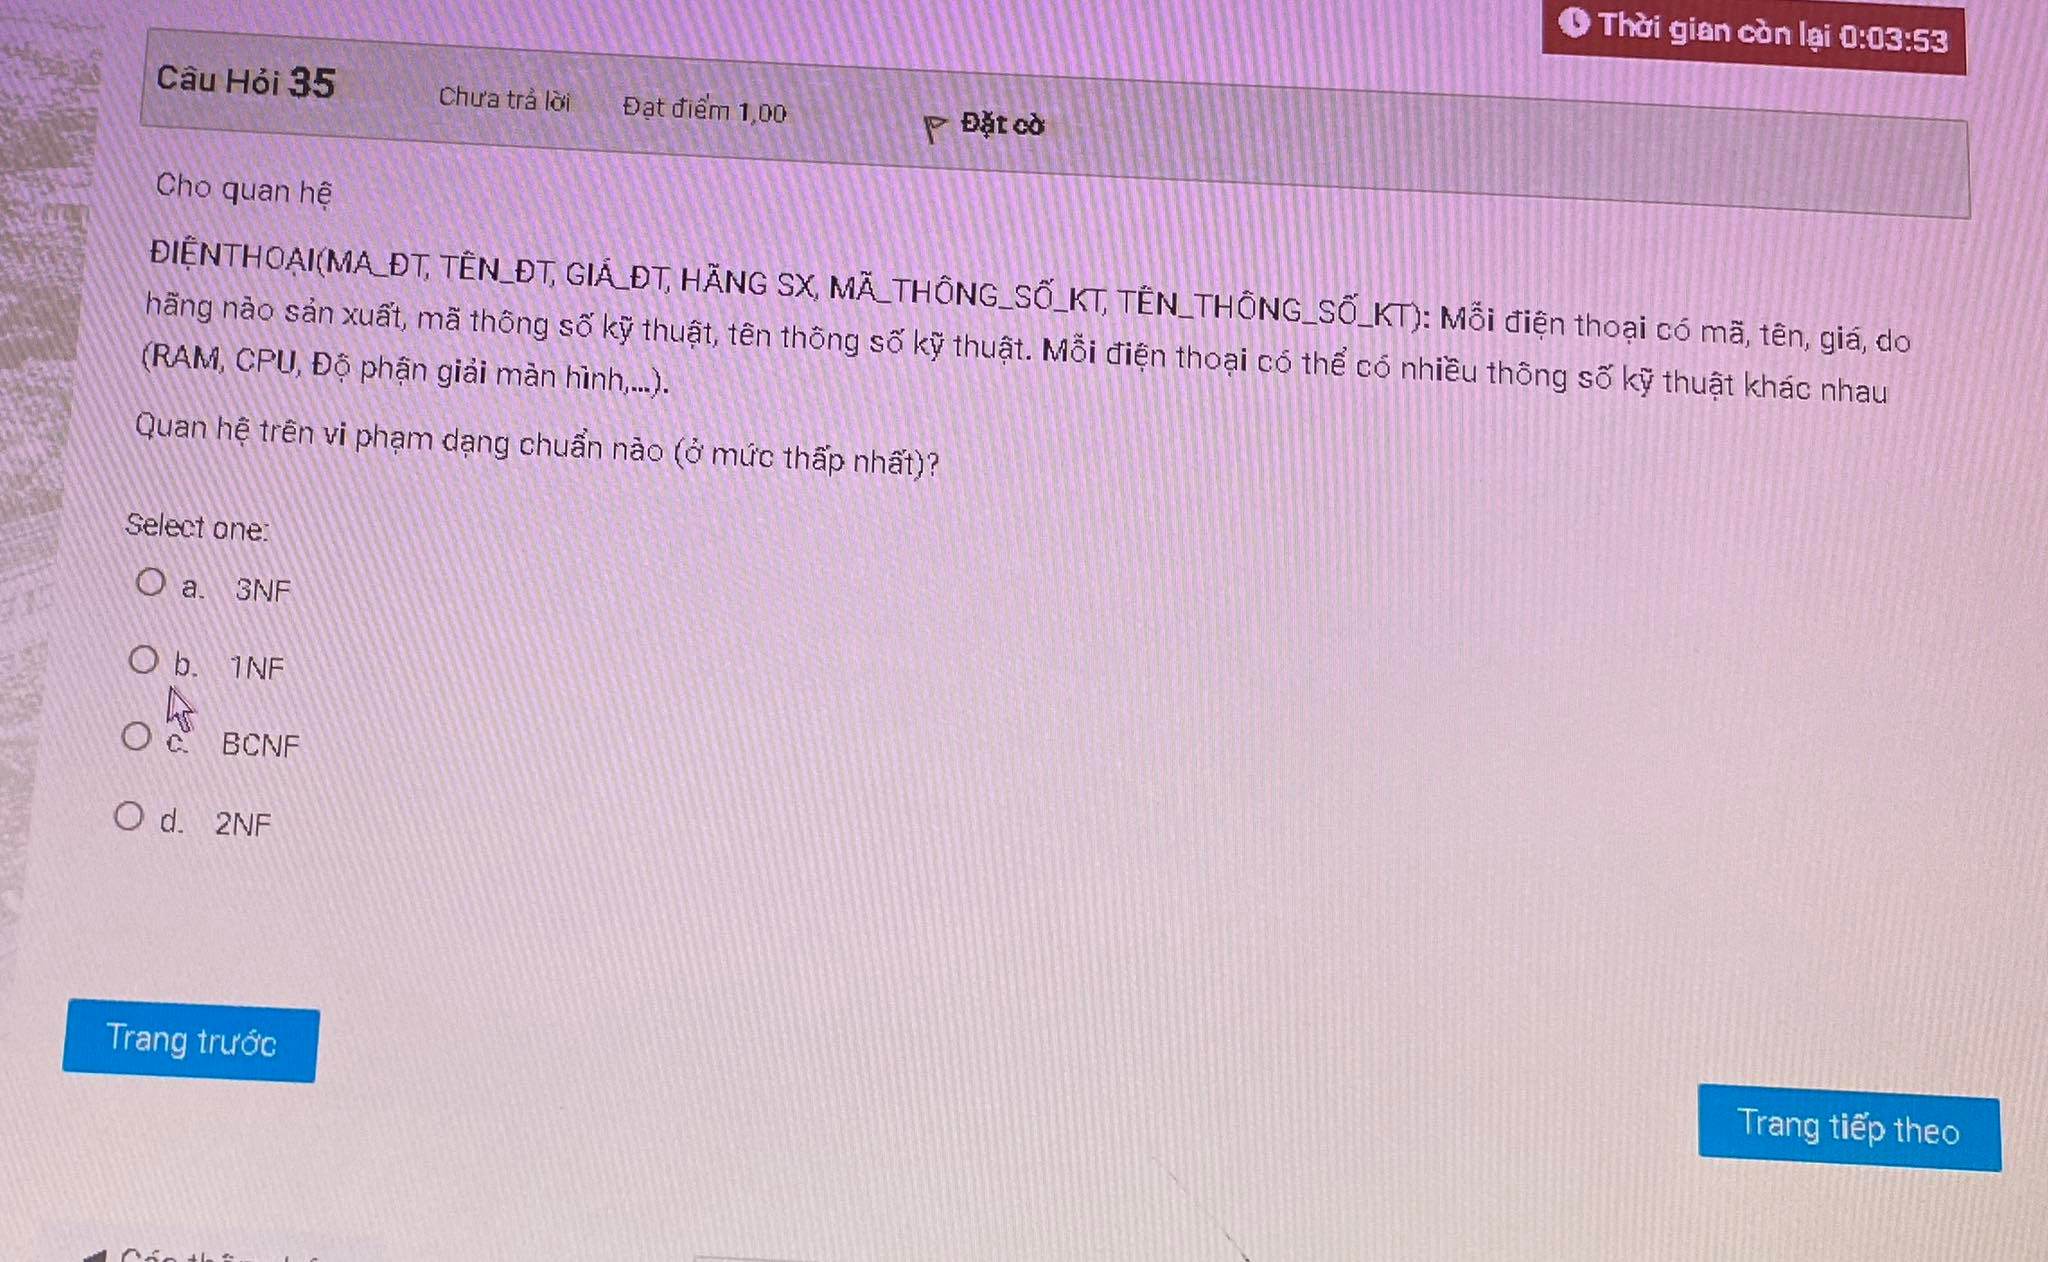 Thời gian còn lại 0:03:53
Câu Hỏi 35
Chưa trả lời
Đạt điểm 1,00
Đặt cờ
Cho quan hệ
ĐIỆNTHOẠI(MA_ĐT, TÊN_ĐT, GIÁ_ĐT, HÃNG SX, MÃ_THÔNG_SỐ_KT, TÊN_THÔNG_SỐ_KT): Mỗi điện thoại có mã, tên, giá, do
hãng nào sản xuất, mã thông số kỹ thuật, tên thông số kỹ thuật. Mỗi điện thoại có thể có nhiều thông số kỹ thuật khác nhau
(RAM, CPU, Độ phận giải màn hình,...).
Quan hệ trên vi phạm dạng chuẩn nào (ở mức thấp nhất)?
Select one:
a. 3NF
b. 1NF
c. BCNF
d. 2NF
Trang trước
Trang tiếp theo